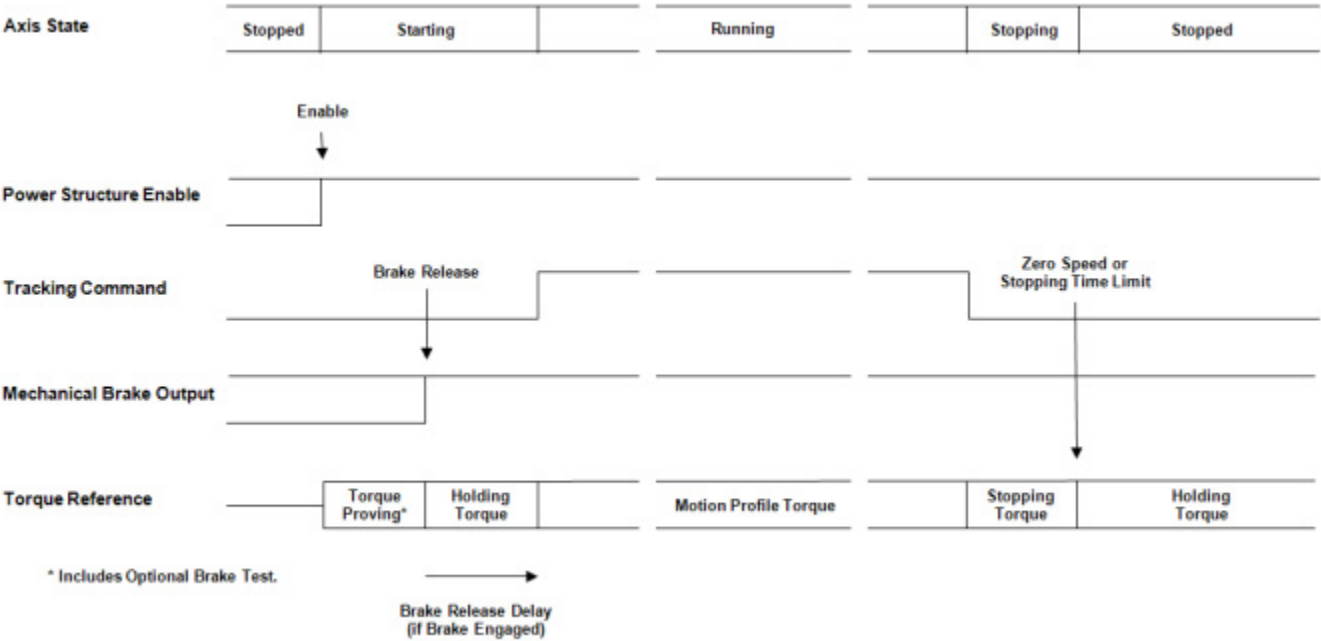 Axis State
Stopped
Starting
Running
Stopping
Stopped
Enable
Power Structure Enable
Tracking Command
Brake Release
Zero Speed or
Stopping Time Limit
Mechanical Brake Output
Torque Reference
Torque
Proving*
Holding
Torque
Motion Profile Torque
Stopping
Torque
Holding
Torque
* Includes Optional Brake Test.
Brake Release Delay
(if Brake Engaged)